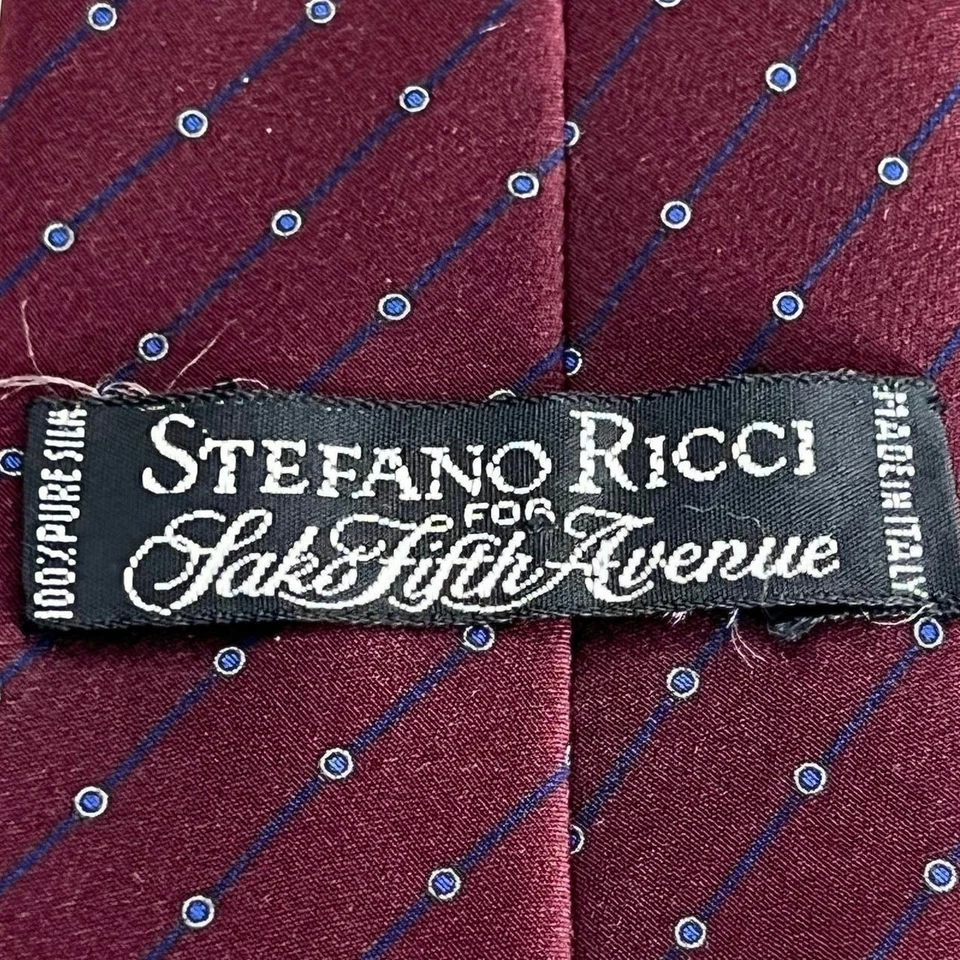 100% PURE SILK
STEFANO RICCI
FOR
Saks Fifth Avenue
MADE IN ITALY